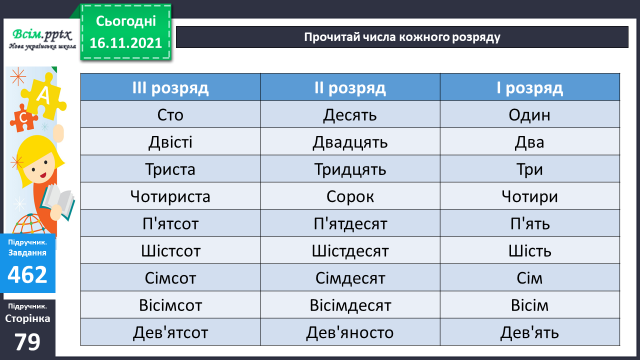 Всім.pptx
Нова українська школа
Сьогодні
16.11.2021
Прочитай числа кожного розряду
III розряд II розряд I розряд
Сто Десять Один
Двісті Двадцять Два
Триста Тридцять Три
Чотириста Сорок Чотири
П'ятсот П'ятдесят П'ять
Шістсот Шістдесят Шість
Сімсот Сімдесят Сім
Вісімсот Вісімдесят Вісім
Дев'ятсот Дев'яносто Дев'ять
А
С
Підручник.
Завдання
462
Підручник.
Сторінка
79